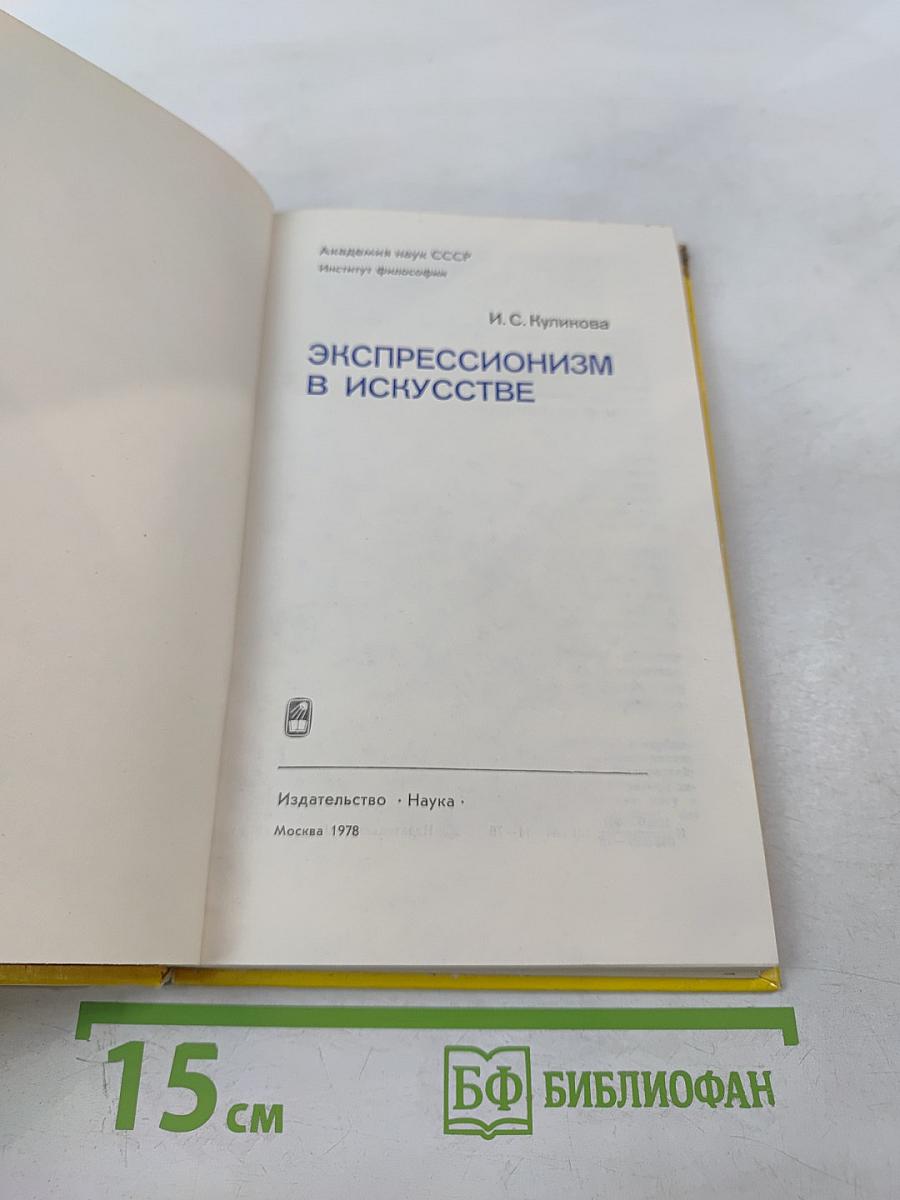 Академия наук СССР
Институт философии
И. С. Куликова
ЭКСПРЕССИОНИЗМ
В ИСКУССТВЕ
Издательство · Наука ·
Москва 1978
15 см
БФ БИБЛИОФАН